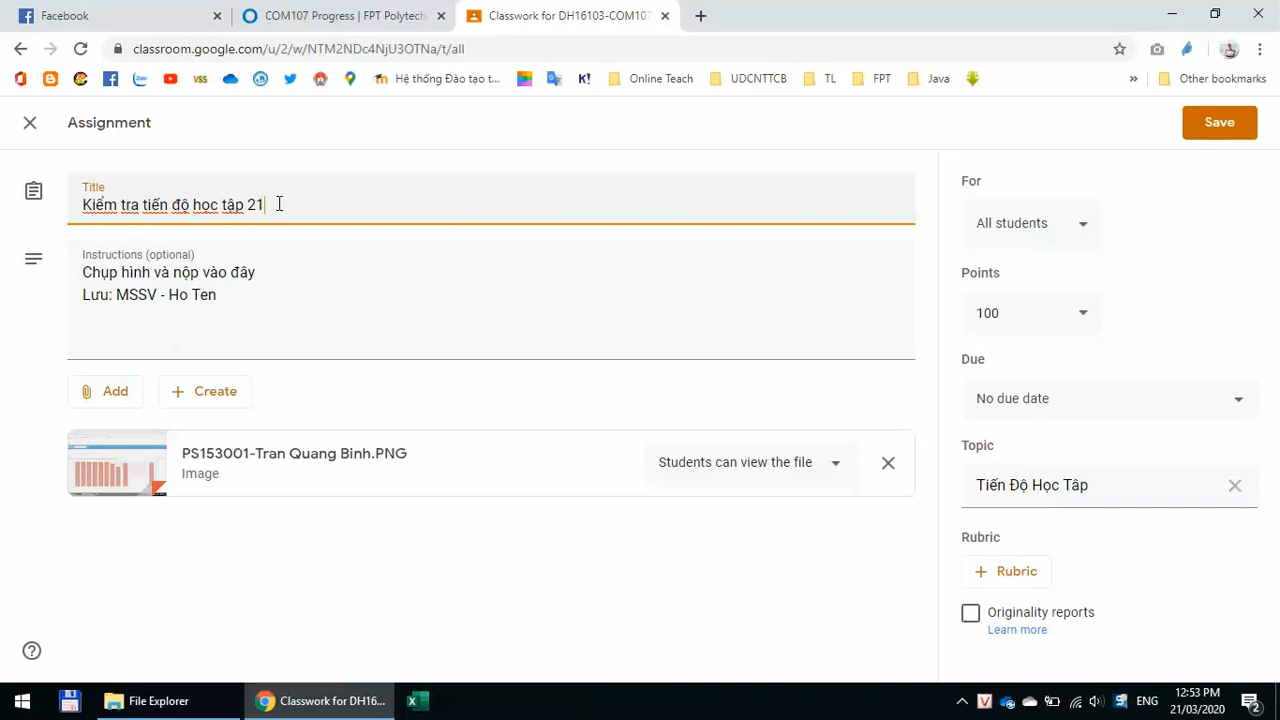 Facebook
COM107 Progress | FPT Polytech
Classwork for DH16103-COM107
classroom.google.com/u/2/w/NTM2NDc4NjU3OTNa/t/all
Hệ thống Đào tạo t...
K!
Online Teach
UDCNTTCB
TL
FPT
Java
»
Other bookmarks
Assignment
Save
Title
Kiểm tra tiến độ học tập 21
Instructions (optional)
Chụp hình và nộp vào đây
Lưu: MSSV - Ho Ten
Add
Create
PS153001-Tran Quang Binh.PNG
Image
Students can view the file
For
All students
Points
100
Due
No due date
Topic
Tiến Độ Học Tâp
Rubric
Rubric
Originality reports
Learn more
File Explorer
Classwork for DH16...
ENG
12:53 PM
21/03/2020
2